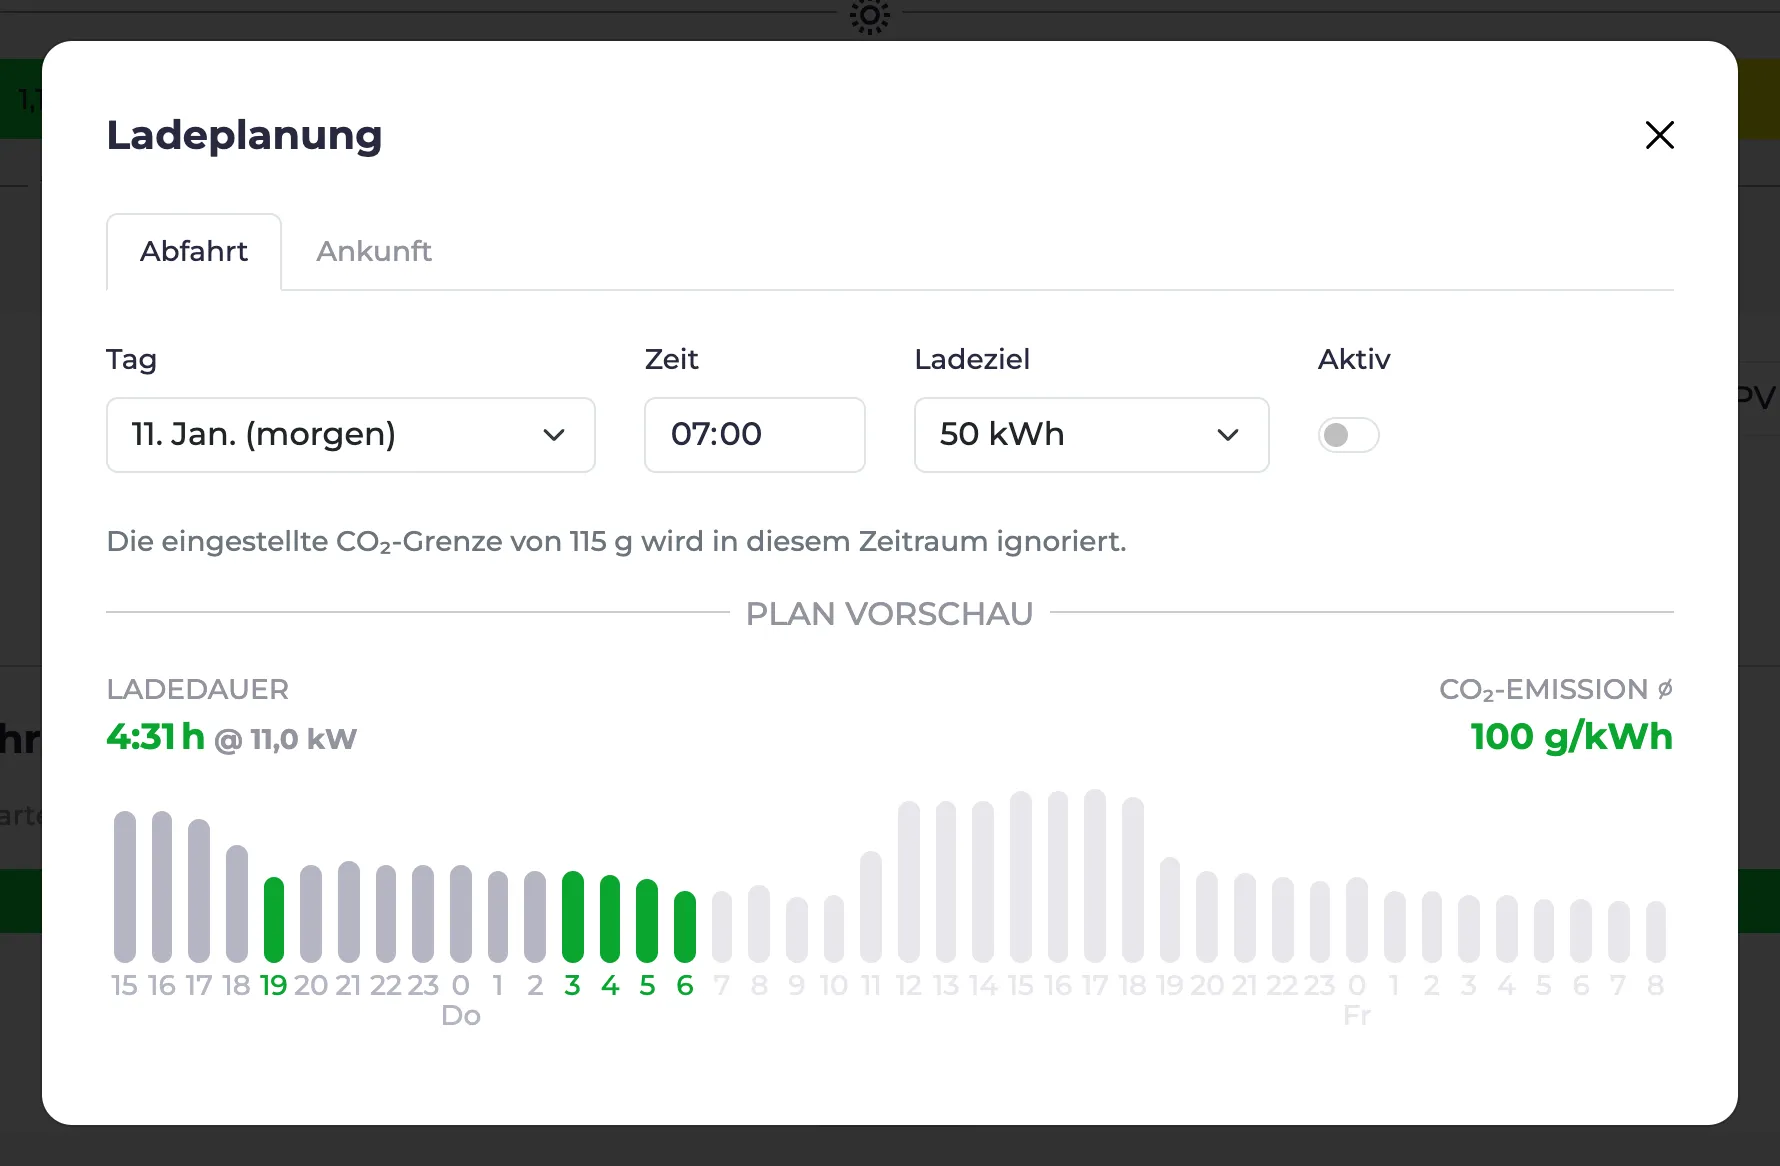 Ladeplanung
Abfahrt Ankunft
Tag Zeit Ladeziel Aktiv
11. Jan. (morgen) 07:00 50 kWh
PV
Die eingestellte CO₂-Grenze von 115 g wird in diesem Zeitraum ignoriert.
PLAN VORSCHAU
LADEDAUER CO₂-EMISSION ⌀
4:31 h @ 11,0 kW 100 g/kWh
15 16 17 18 19 20 21 22 23 0 1 2 3 4 5 6 7 8 9 10 11 12 13 14 15 16 17 18 19 20 21 22 23 0 1 2 3 4 5 6 7 8
Do Fr